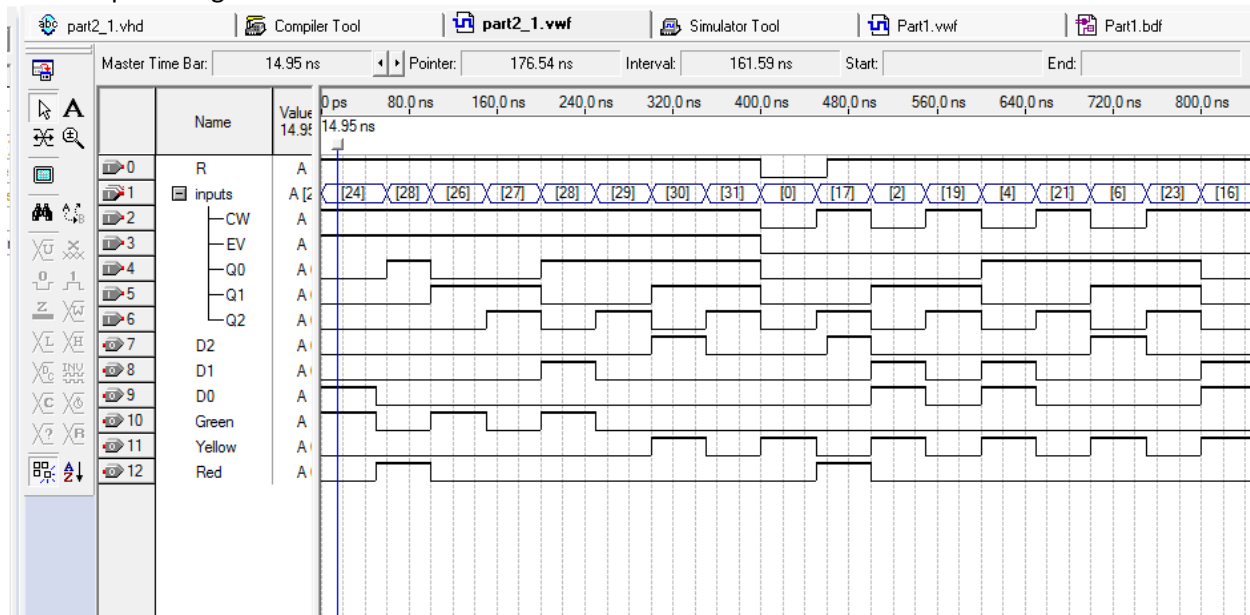 part2_1.vhd Compiler Tool part2_1.vwf Simulator Tool Part1.vwf Part1.bdf
Master Time Bar: 14.95 ns Pointer: 176.54 ns Interval: 161.59 ns Start: End:
Name Value 14.95
0 ps 80.0 ns 160.0 ns 240.0 ns 320.0 ns 400.0 ns 480.0 ns 560.0 ns 640.0 ns 720.0 ns 800.0 ns
14.95 ns
0 R A
1 inputs A [2 [24] [28] [26] [27] [28] [29] [30] [31] [0] [17] [2] [19] [4] [21] [6] [23] [16]
2 CW A
3 EV A
4 Q0 A
5 Q1 A
6 Q2 A
7 D2 A
8 D1 A
9 D0 A
10 Green A
11 Yellow A
12 Red A